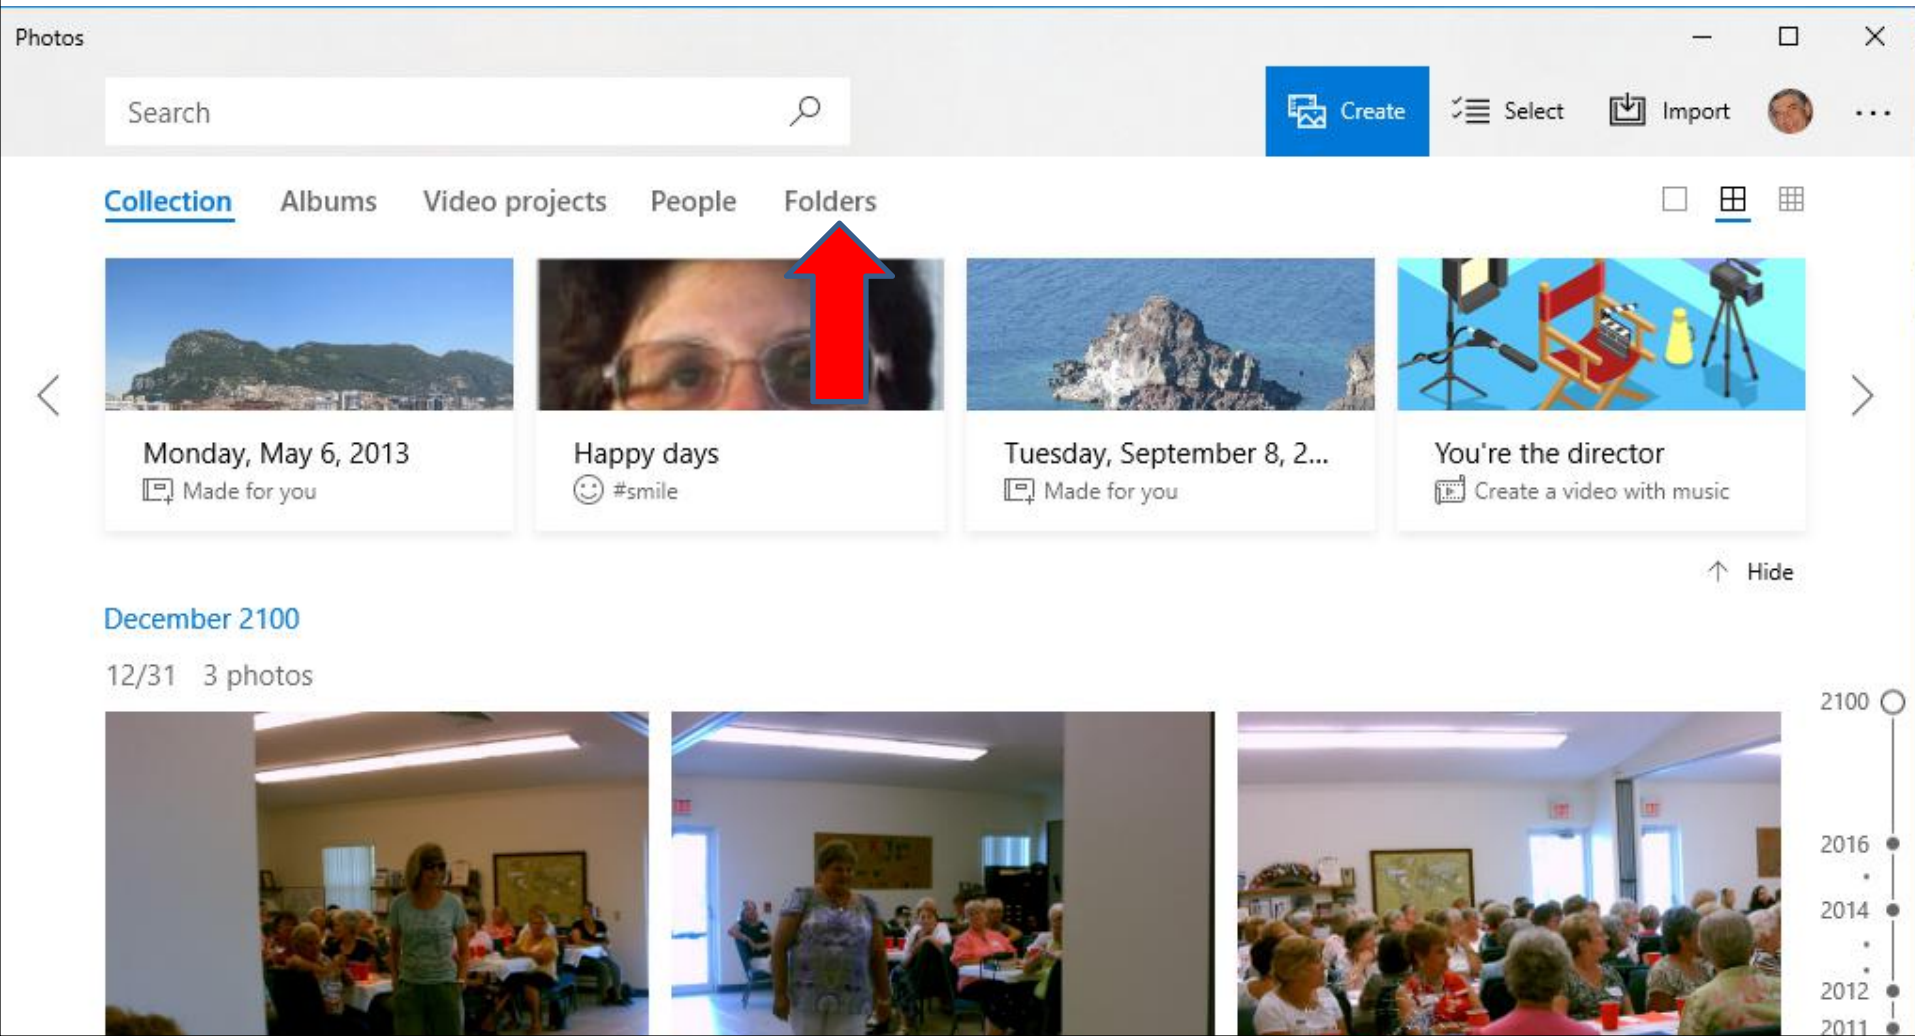 Photos
Search
Create
Select
Import
Collection
Albums
Video projects
People
Folders
Monday, May 6, 2013
Made for you
Happy days
#smile
Tuesday, September 8, 2...
Made for you
You're the director
Create a video with music
Hide
December 2100
12/31 3 photos
2100
2016
2014
2012
2011